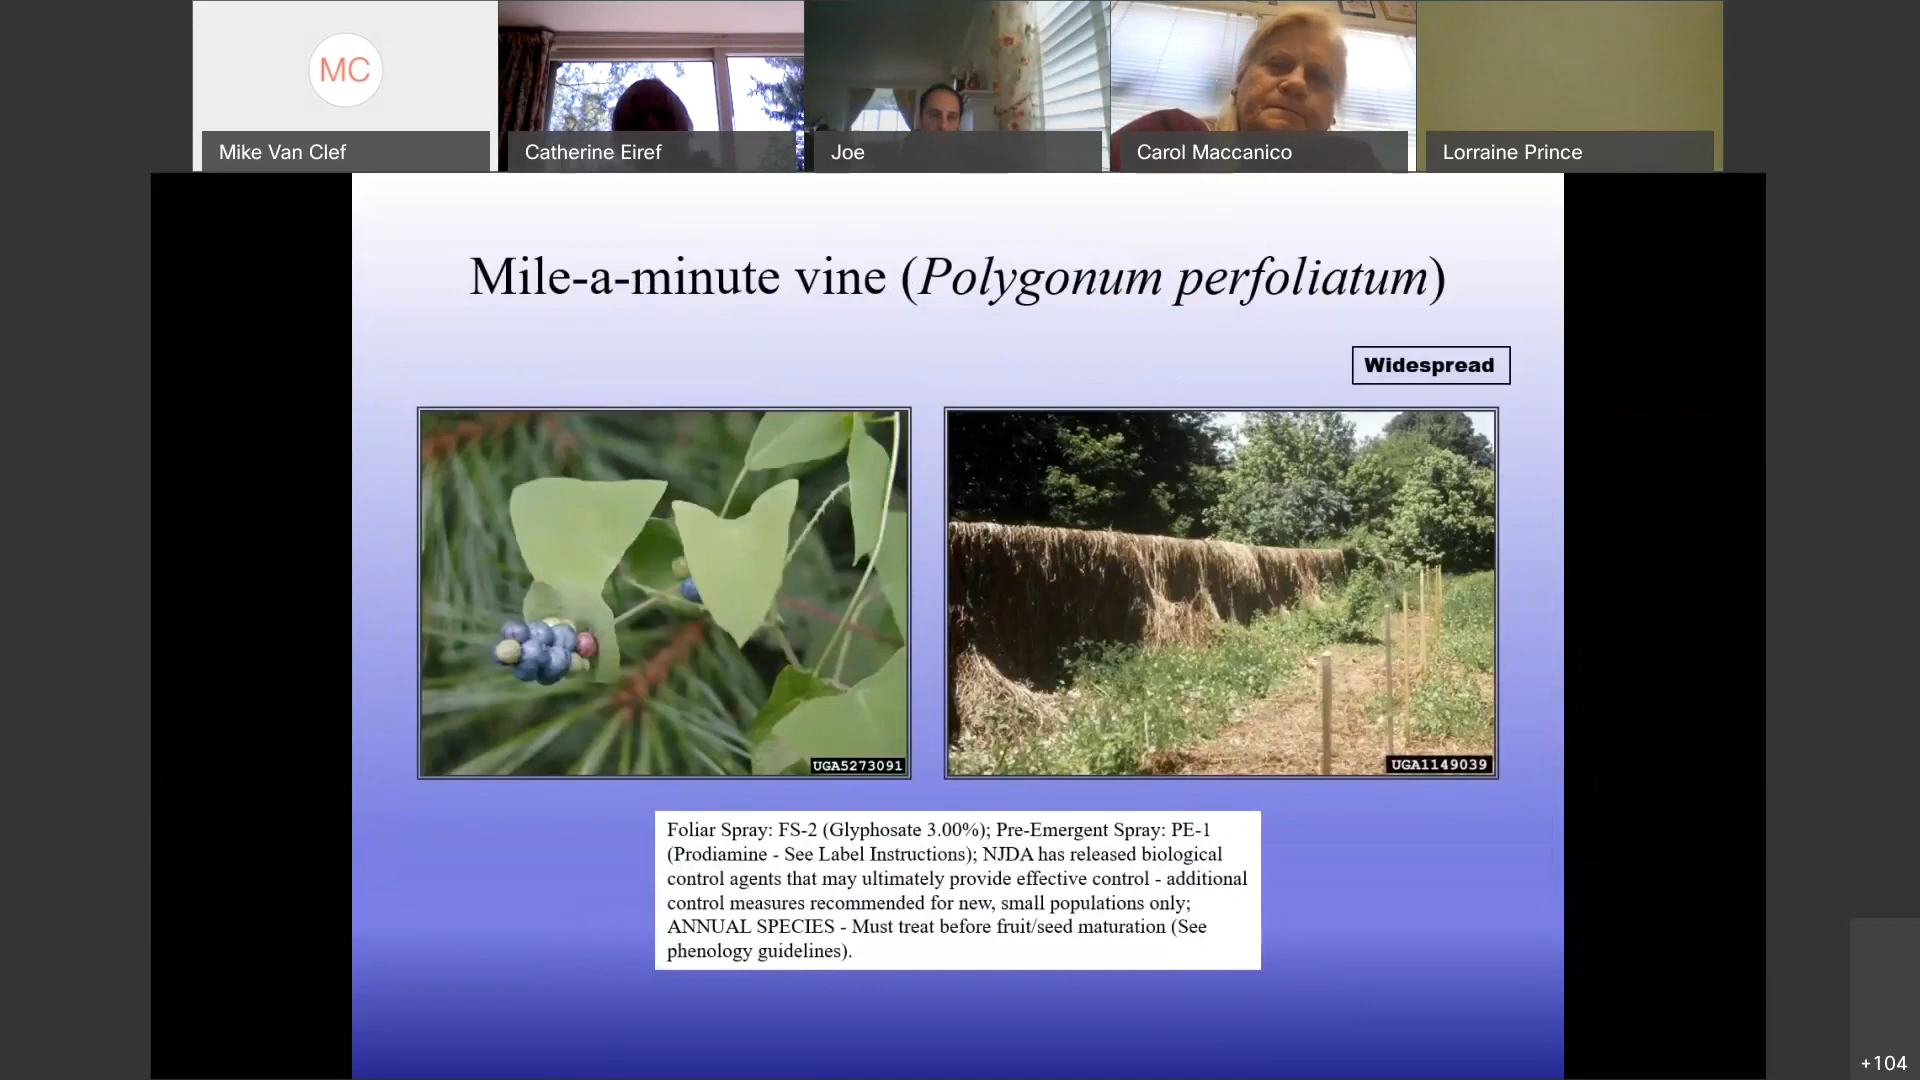 MC
Mike Van Clef
Catherine Eiref
Joe
Carol Maccanico
Lorraine Prince
Mile-a-minute vine (Polygonum perfoliatum)
Widespread
UGA5273091
UGA1149039
Foliar Spray: FS-2 (Glyphosate 3.00%); Pre-Emergent Spray: PE-1
(Prodiamine - See Label Instructions); NJDA has released biological
control agents that may ultimately provide effective control - additional
control measures recommended for new, small populations only;
ANNUAL SPECIES - Must treat before fruit/seed maturation (See
phenology guidelines).
+104